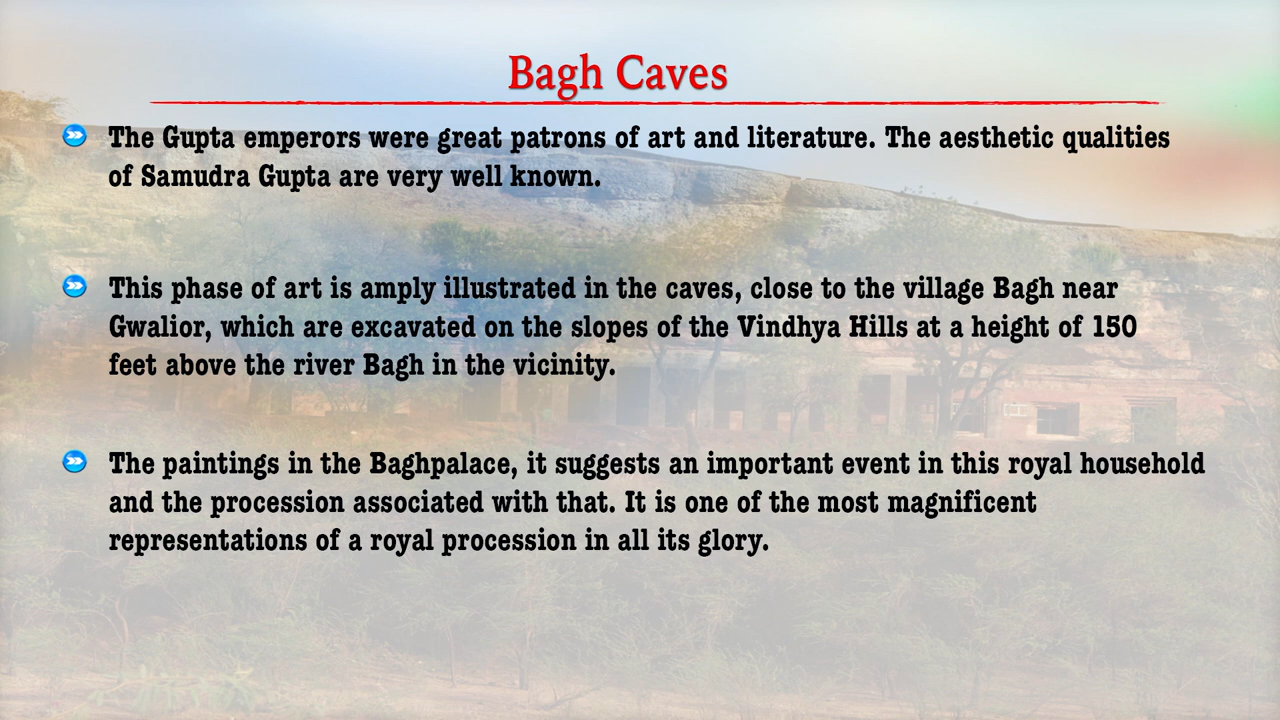 Bagh Caves
The Gupta emperors were great patrons of art and literature. The aesthetic qualities
of Samudra Gupta are very well known.
This phase of art is amply illustrated in the caves, close to the village Bagh near
Gwalior, which are excavated on the slopes of the Vindhya Hills at a height of 150
feet above the river Bagh in the vicinity.
The paintings in the Baghpalace, it suggests an important event in this royal household
and the procession associated with that. It is one of the most magnificent
representations of a royal procession in all its glory.